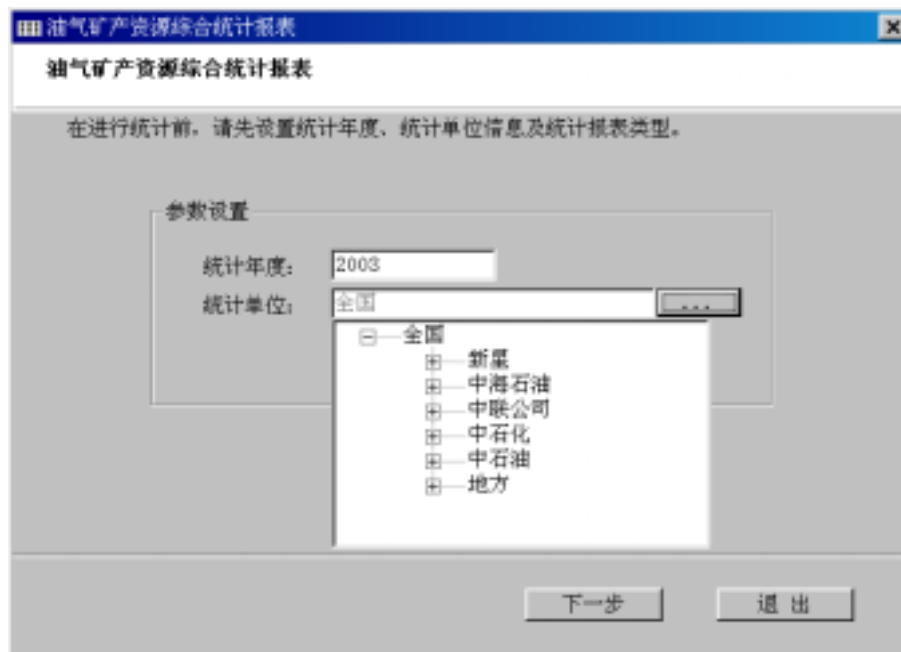 油气矿产资源综合统计报表
油气矿产资源综合统计报表
在进行统计前，请先设置统计年度、统计单位信息及统计报表类型。
参数设置
统计年度： 2003
统计单位： 全国 ...
全国
新星
中海石油
中联公司
中石化
中石油
地方
下一步 退 出